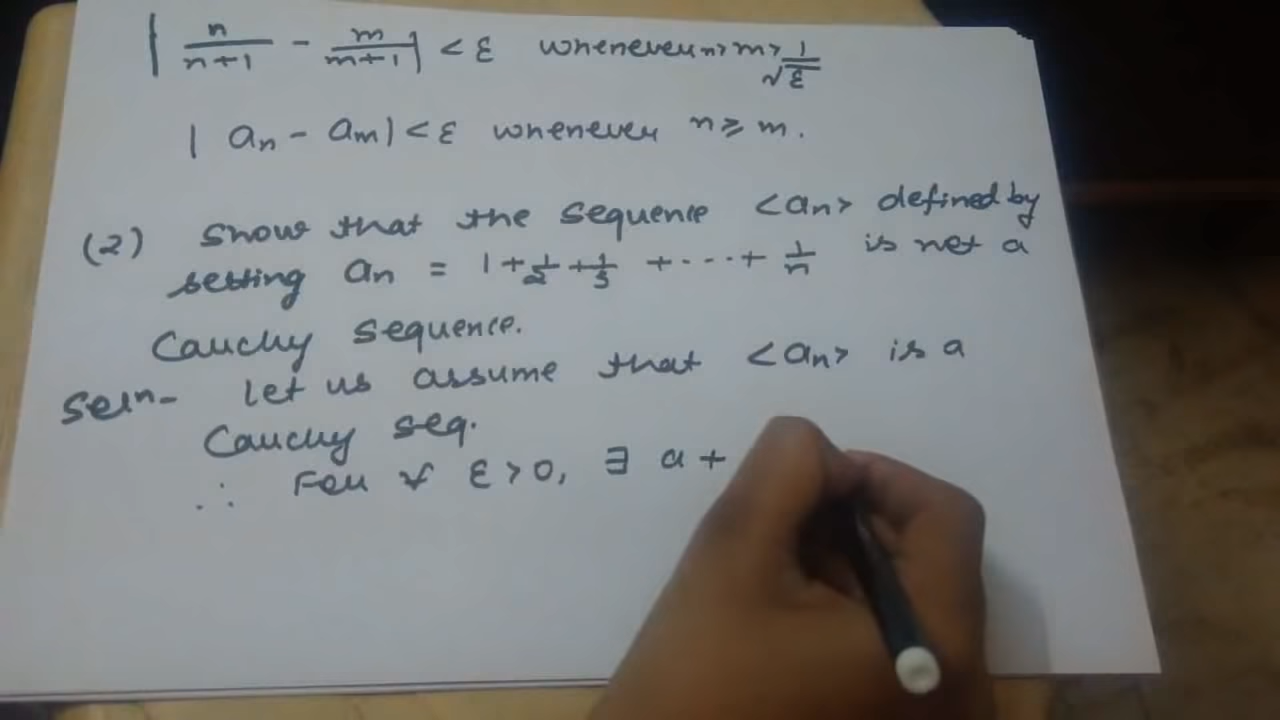 | n/(n+1) - m/(m+1) | < ε whenever n > m > 1/√ε
| an - am | < ε whenever n ≥ m.
(2) Show that the sequence <an> defined by
setting an = 1 + 1/2 + 1/3 + ... + 1/n is not a
Cauchy sequence.
Soln - Let us assume that <an> is a
Cauchy seq.
∴ For ∀ ε > 0, ∃ a +